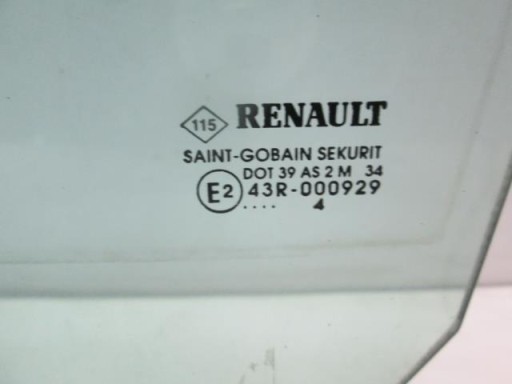 115 RENAULT
SAINT-GOBAIN SEKURIT
DOT 39 AS 2 M 34
E2 43R-000929
.... 4